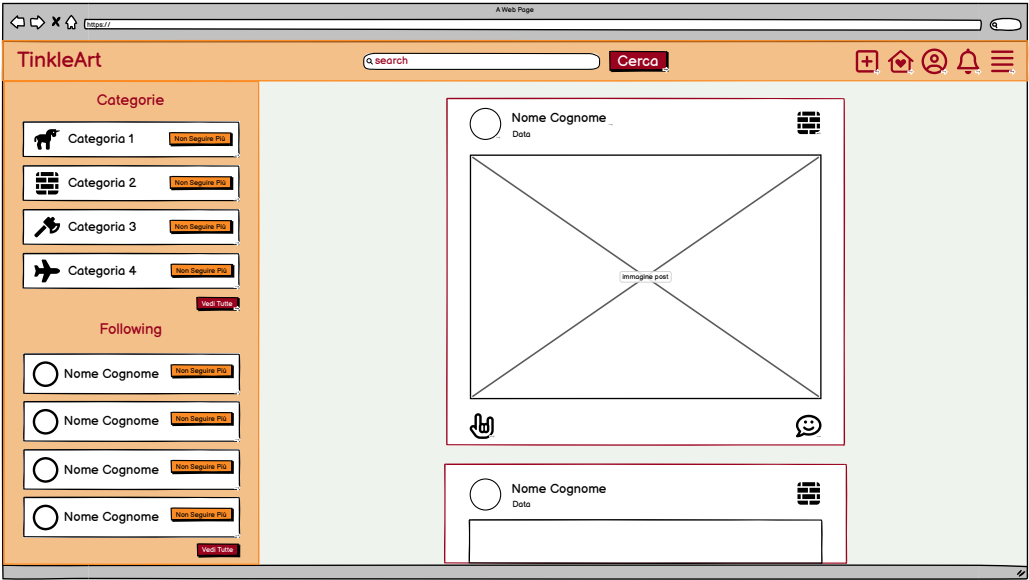 A Web Page
https://
TinkleArt
search
Cerca
Categorie
Categoria 1
Non Seguire Più
Categoria 2
Non Seguire Più
Categoria 3
Non Seguire Più
Categoria 4
Non Seguire Più
Vedi Tutte
Following
Nome Cognome
Non Seguire Più
Nome Cognome
Non Seguire Più
Nome Cognome
Non Seguire Più
Nome Cognome
Non Seguire Più
Vedi Tutte
Nome Cognome
Data
immagine post
Nome Cognome
Data